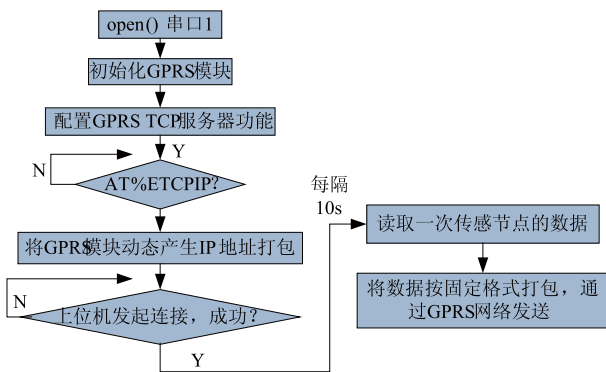 open() 串口1
初始化GPRS模块
配置GPRS TCP服务器功能
Y
N
AT%ETCPIP?
将GPRS模块动态产生IP地址打包
N
上位机发起连接，成功？
Y
每隔
10s
读取一次传感节点的数据
将数据按固定格式打包，通
过GPRS网络发送